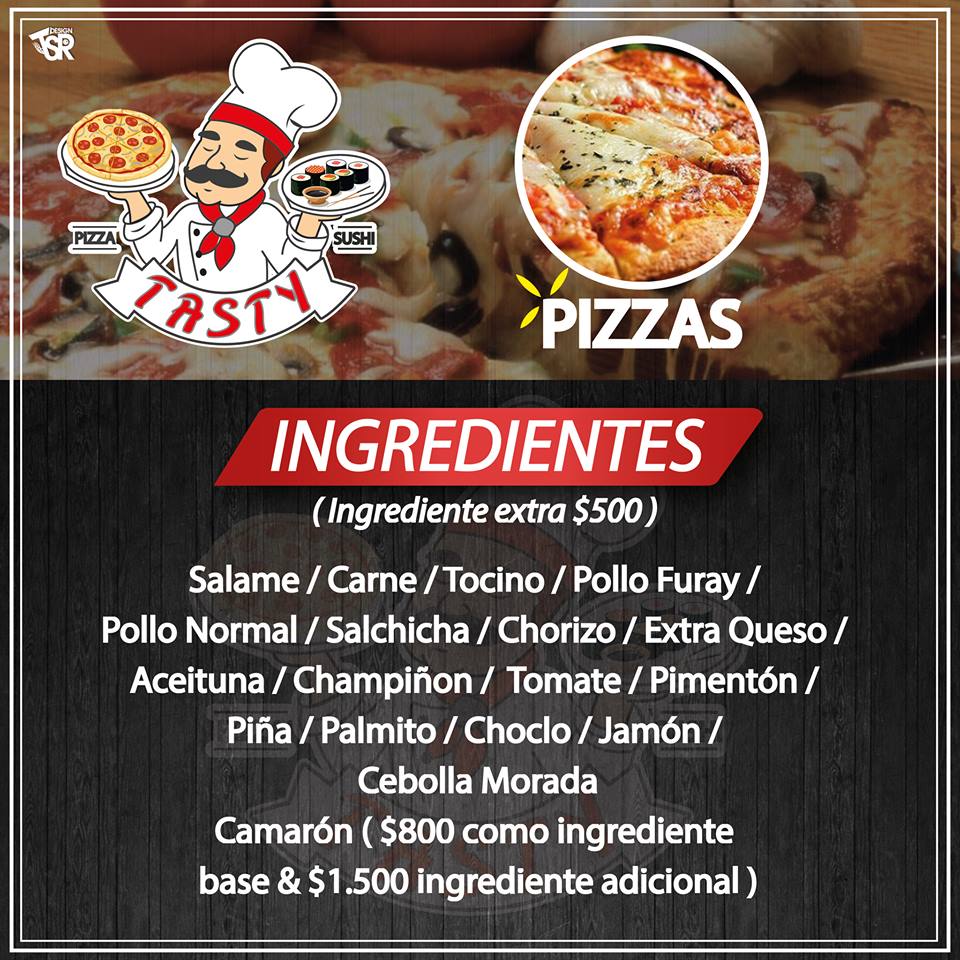 DESIGN
JSR
PIZZA
SUSHI
TASTY
PIZZAS
INGREDIENTES
( Ingrediente extra $500 )
Salame / Carne / Tocino / Pollo Furay /
Pollo Normal / Salchicha / Chorizo / Extra Queso /
Aceituna / Champiñon / Tomate / Pimentón /
Piña / Palmito / Choclo / Jamón /
Cebolla Morada
Camarón ( $800 como ingrediente
base & $1.500 ingrediente adicional )